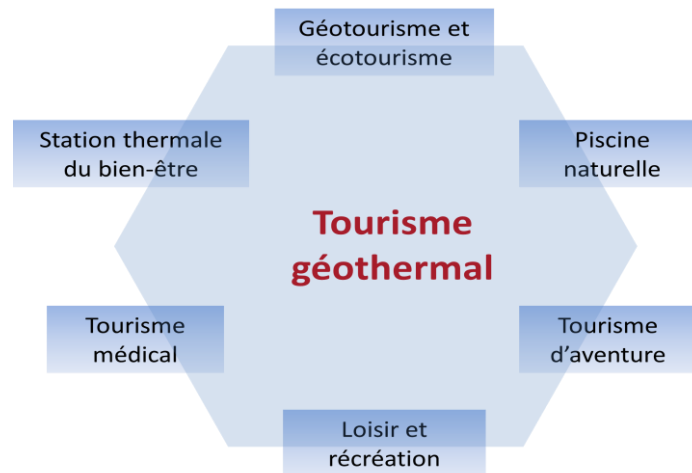 Géotourisme et
écotourisme
Station thermale
du bien-être
Piscine
naturelle
Tourisme
géothermal
Tourisme
médical
Tourisme
d’aventure
Loisir et
récréation